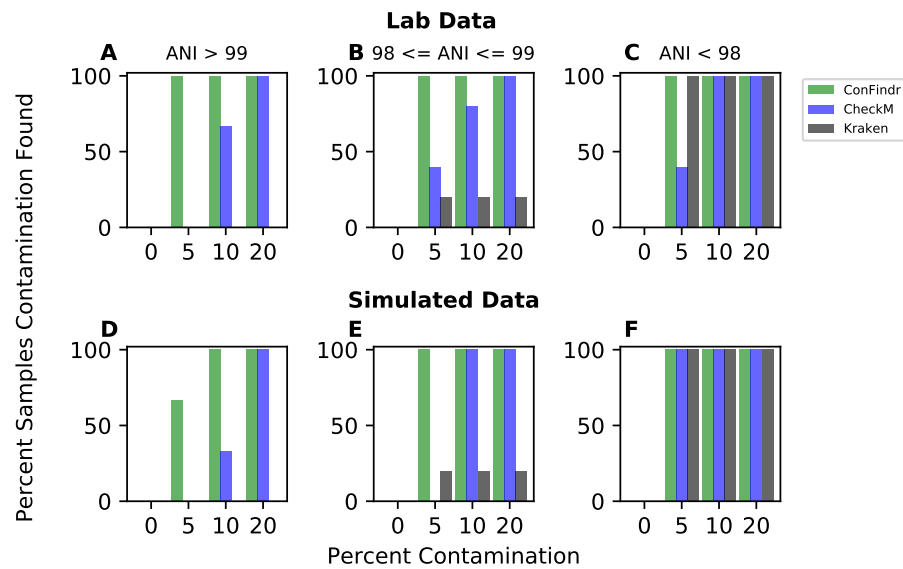 Lab Data
A ANI > 99
B 98 <= ANI <= 99
C ANI < 98
100
50
0
0 5 10 20
100
50
0
0 5 10 20
100
50
0
0 5 10 20
ConFindr
CheckM
Kraken
Percent Samples Contamination Found
Simulated Data
D
E
F
100
50
0
0 5 10 20
100
50
0
0 5 10 20
100
50
0
0 5 10 20
Percent Contamination